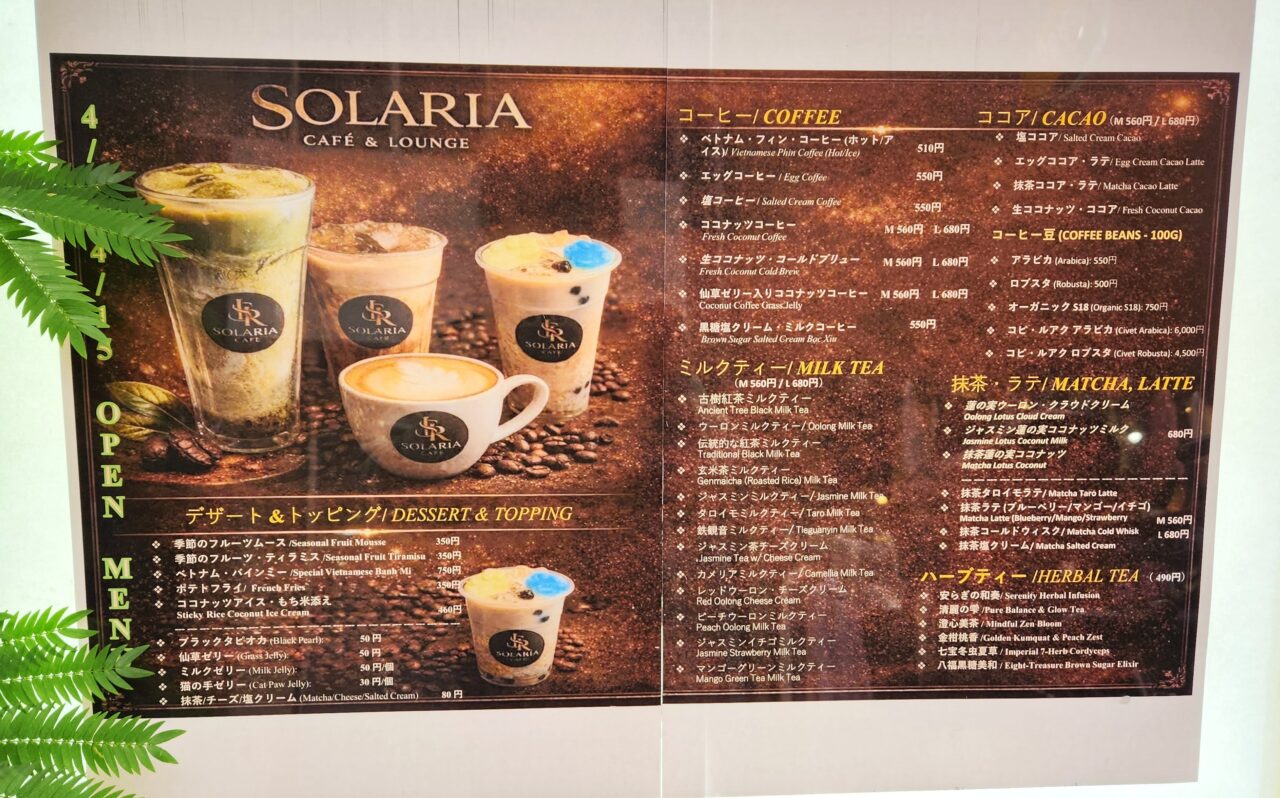 SOLARIA
CAFÉ & LOUNGE
4/
4/15 OPEN MEN
SOLARIA
CAFE
SOLARIA
CAFE
SOLARIA
CAFE
SOLARIA
CAFE
デザート &トッピング/ DESSERT & TOPPING
季節のフルーツムース /Seasonal Fruit Mousse 350円
季節のフルーツ・ティラミス /Seasonal Fruit Tiramisu 350円
ベトナム・バインミー /Special Vietnamese Banh Mi 750円
ポテトフライ/ French Fries 350円
ココナッツアイス・もち米添え
Sticky Rice Coconut Ice Cream 460円
ブラックタピオカ (Black Pearl): 50 円
仙草ゼリー (Grass Jelly): 50 円
ミルクゼリー (Milk Jelly): 50 円/個
猫の手ゼリー (Cat Paw Jelly): 30 円/個
抹茶/チーズ/塩クリーム (Matcha/Cheese/Salted Cream) 80 円
SOLARIA
CAFE
コーヒー/ COFFEE
ベトナム・フィン・コーヒー (ホット/ア
イス)/ Vietnamese Phin Coffee (Hot/Ice) 510円
エッグコーヒー / Egg Coffee 550円
塩コーヒー/ Salted Cream Coffee 550円
ココナッツコーヒー
Fresh Coconut Coffee M 560円 L 680円
生ココナッツ・コールドブリュー
Fresh Coconut Cold Brew M 560円 L 680円
仙草ゼリー入りココナッツコーヒー M 560円 L 680円
Coconut Coffee GrassJelly
黒糖塩クリーム・ミルクコーヒー 550円
Brown Sugar Salted Cream Bạc Xỉu
ミルクティー/ MILK TEA
(M 560円 / L 680円)
古樹紅茶ミルクティー
Ancient Tree Black Milk Tea
ウーロンミルクティー/ Oolong Milk Tea
伝統的な紅茶ミルクティー
Traditional Black Milk Tea
玄米茶ミルクティー
Genmaicha (Roasted Rice) Milk Tea
ジャスミンミルクティー/ Jasmine Milk Tea
タロイモミルクティー/ Taro Milk Tea
鉄観音ミルクティー/ Tieguanyin Milk Tea
ジャスミン茶チーズクリーム
Jasmine Tea w/ Cheese Cream
カメリアミルクティー/ Camellia Milk Tea
レッドウーロン・チーズクリーム
Red Oolong Cheese Cream
ピーチウーロンミルクティー
Peach Oolong Milk Tea
ジャスミンイチゴミルクティー
Jasmine Strawberry Milk Tea
マンゴーグリーンミルクティー
Mango Green Tea Milk Tea
ココア/ CACAO (M 560円 / L 680円)
塩ココア/ Salted Cream Cacao
エッグココア・ラテ/ Egg Cream Cacao Latte
抹茶ココア・ラテ/ Matcha Cacao Latte
生ココナッツ・ココア/ Fresh Coconut Cacao
コーヒー豆 (COFFEE BEANS - 100G)
アラビカ (Arabica): 550円
ロブスタ (Robusta): 500円
オーガニック S18 (Organic S18): 750円
コピ・ルアク アラビカ (Civet Arabica): 6,000円
コピ・ルアク ロブスタ (Civet Robusta): 4,500円
抹茶・ラテ/ MATCHA, LATTE
蓮の実ウーロン・クラウドクリーム
Oolong Lotus Cloud Cream
ジャスミン蓮の実ココナッツミルク 680円
Jasmine Lotus Coconut Milk
抹茶蓮の実ココナッツ
Matcha Lotus Coconut
抹茶タロイモラテ/ Matcha Taro Latte
抹茶ラテ (ブルーベリー/マンゴー/イチゴ)
Matcha Latte (Blueberry/Mango/Strawberry M 560円
抹茶コールドウィスク/ Matcha Cold Whisk L 680円
抹茶塩クリーム/ Matcha Salted Cream
ハーブティー /HERBAL TEA ( 490円)
安らぎの和奏/ Serenity Herbal Infusion
清麗の雫 /Pure Balance & Glow Tea
澄心美茶 / Mindful Zen Bloom
金柑桃香 /Golden Kumquat & Peach Zest
七宝冬虫夏草 / Imperial 7-Herb Cordyceps
八福黒糖美和 / Eight-Treasure Brown Sugar Elixir